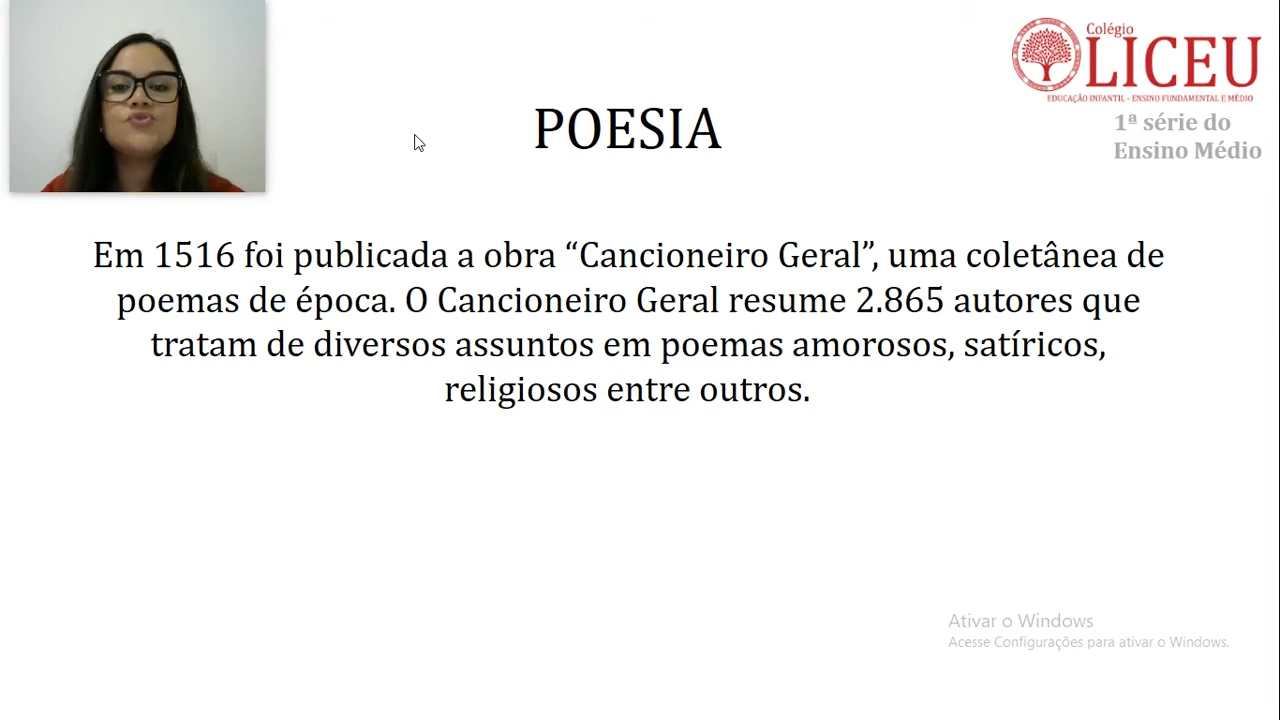 Colégio
LICEU
EDUCAÇÃO INFANTIL - ENSINO FUNDAMENTAL E MÉDIO
1ª série do
Ensino Médio
POESIA
Em 1516 foi publicada a obra “Cancioneiro Geral”, uma coletânea de
poemas de época. O Cancioneiro Geral resume 2.865 autores que
tratam de diversos assuntos em poemas amorosos, satíricos,
religiosos entre outros.
Ativar o Windows
Acesse Configurações para ativar o Windows.